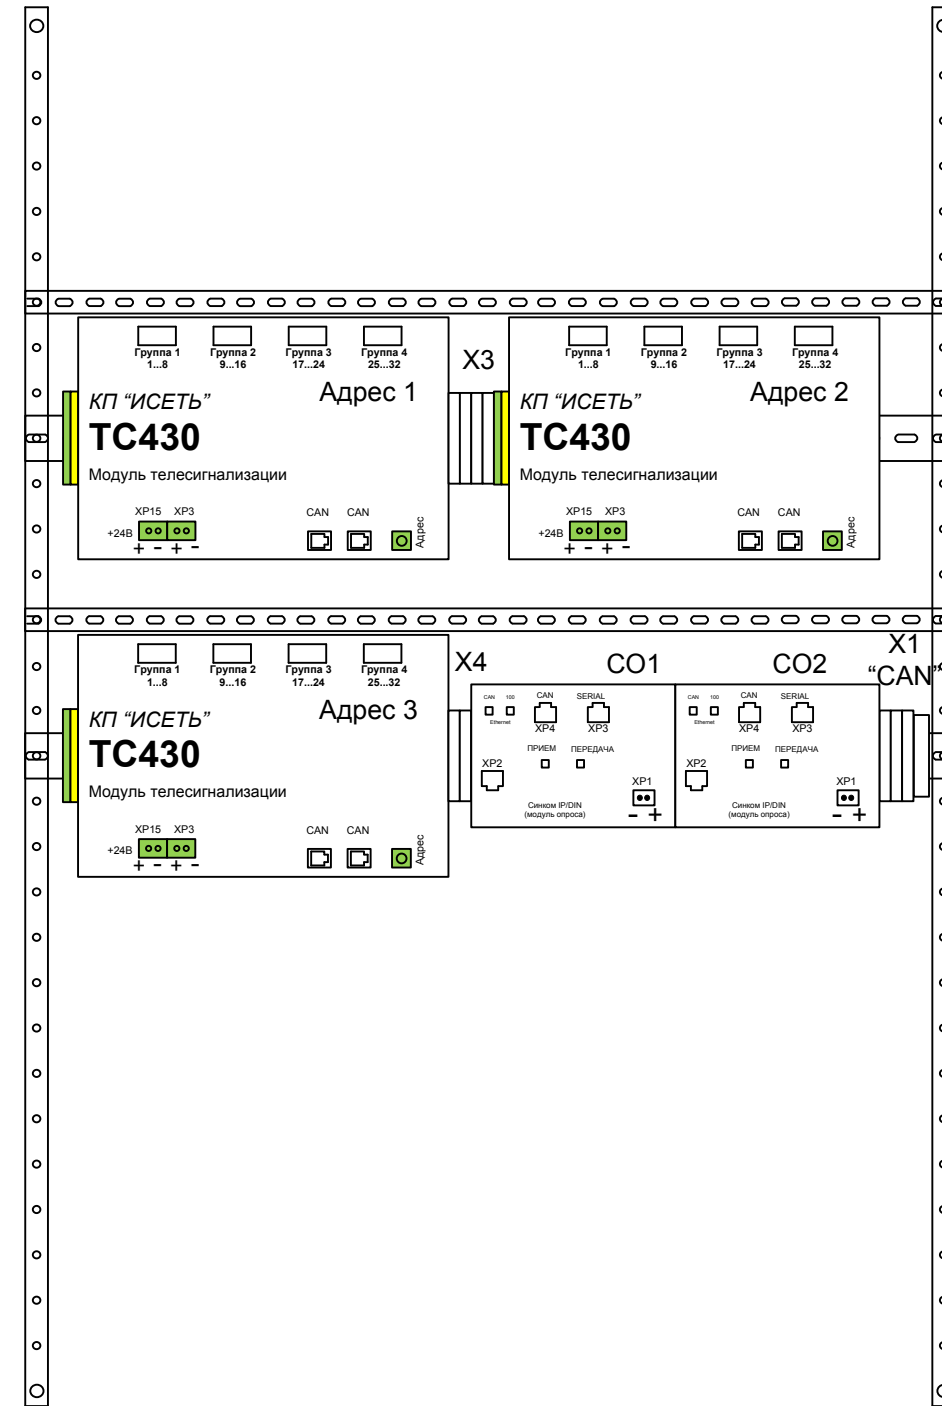 Группа 1 Группа 2 Группа 3 Группа 4
1...8 9...16 17...24 25...32
Адрес 1
КП “ИСЕТЬ”
ТС430
Модуль телесигнализации
XP15 XP3 CAN CAN
+24В
+ − + −
Адрес
X3
Группа 1 Группа 2 Группа 3 Группа 4
1...8 9...16 17...24 25...32
Адрес 2
КП “ИСЕТЬ”
ТС430
Модуль телесигнализации
XP15 XP3 CAN CAN
+24В
+ − + −
Адрес
Группа 1 Группа 2 Группа 3 Группа 4
1...8 9...16 17...24 25...32
Адрес 3
КП “ИСЕТЬ”
ТС430
Модуль телесигнализации
XP15 XP3 CAN CAN
+24В
+ − + −
Адрес
X4
СО1
CAN 100 CAN SERIAL
Ethernet
XP4 XP3
ПРИЕМ ПЕРЕДАЧА
XP2
XP1
Синком IP/DIN
(модуль опроса)
− +
СО2
CAN 100 CAN SERIAL
Ethernet
XP4 XP3
ПРИЕМ ПЕРЕДАЧА
XP2
XP1
Синком IP/DIN
(модуль опроса)
− +
X1
“CAN”